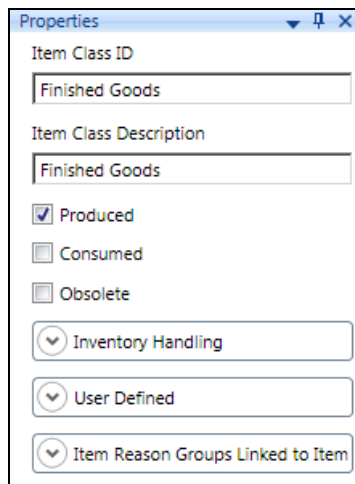 Properties
Item Class ID
Finished Goods
Item Class Description
Finished Goods
Produced
Consumed
Obsolete
Inventory Handling
User Defined
Item Reason Groups Linked to Item